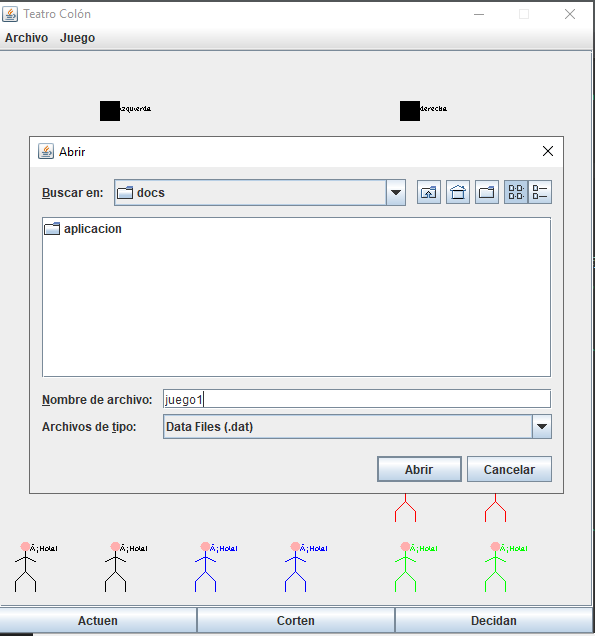 Teatro Colón
Archivo Juego
izquierda derecha
Abrir
Buscar en: docs
aplicacion
Nombre de archivo: juego1
Archivos de tipo: Data Files (.dat)
Abrir Cancelar
Â¡Hola! Â¡Hola! Â¡Hola! Â¡Hola! Â¡Hola! Â¡Hola!
Actuen Corten Decidan